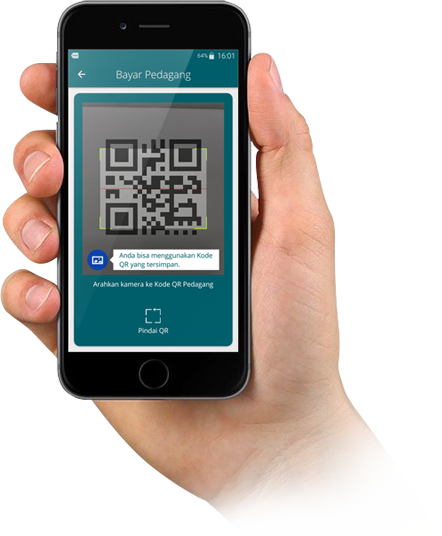 64% 16:01
Bayar Pedagang
Anda bisa menggunakan Kode
QR yang tersimpan.
Arahkan kamera ke Kode QR Pedagang
Pindai QR